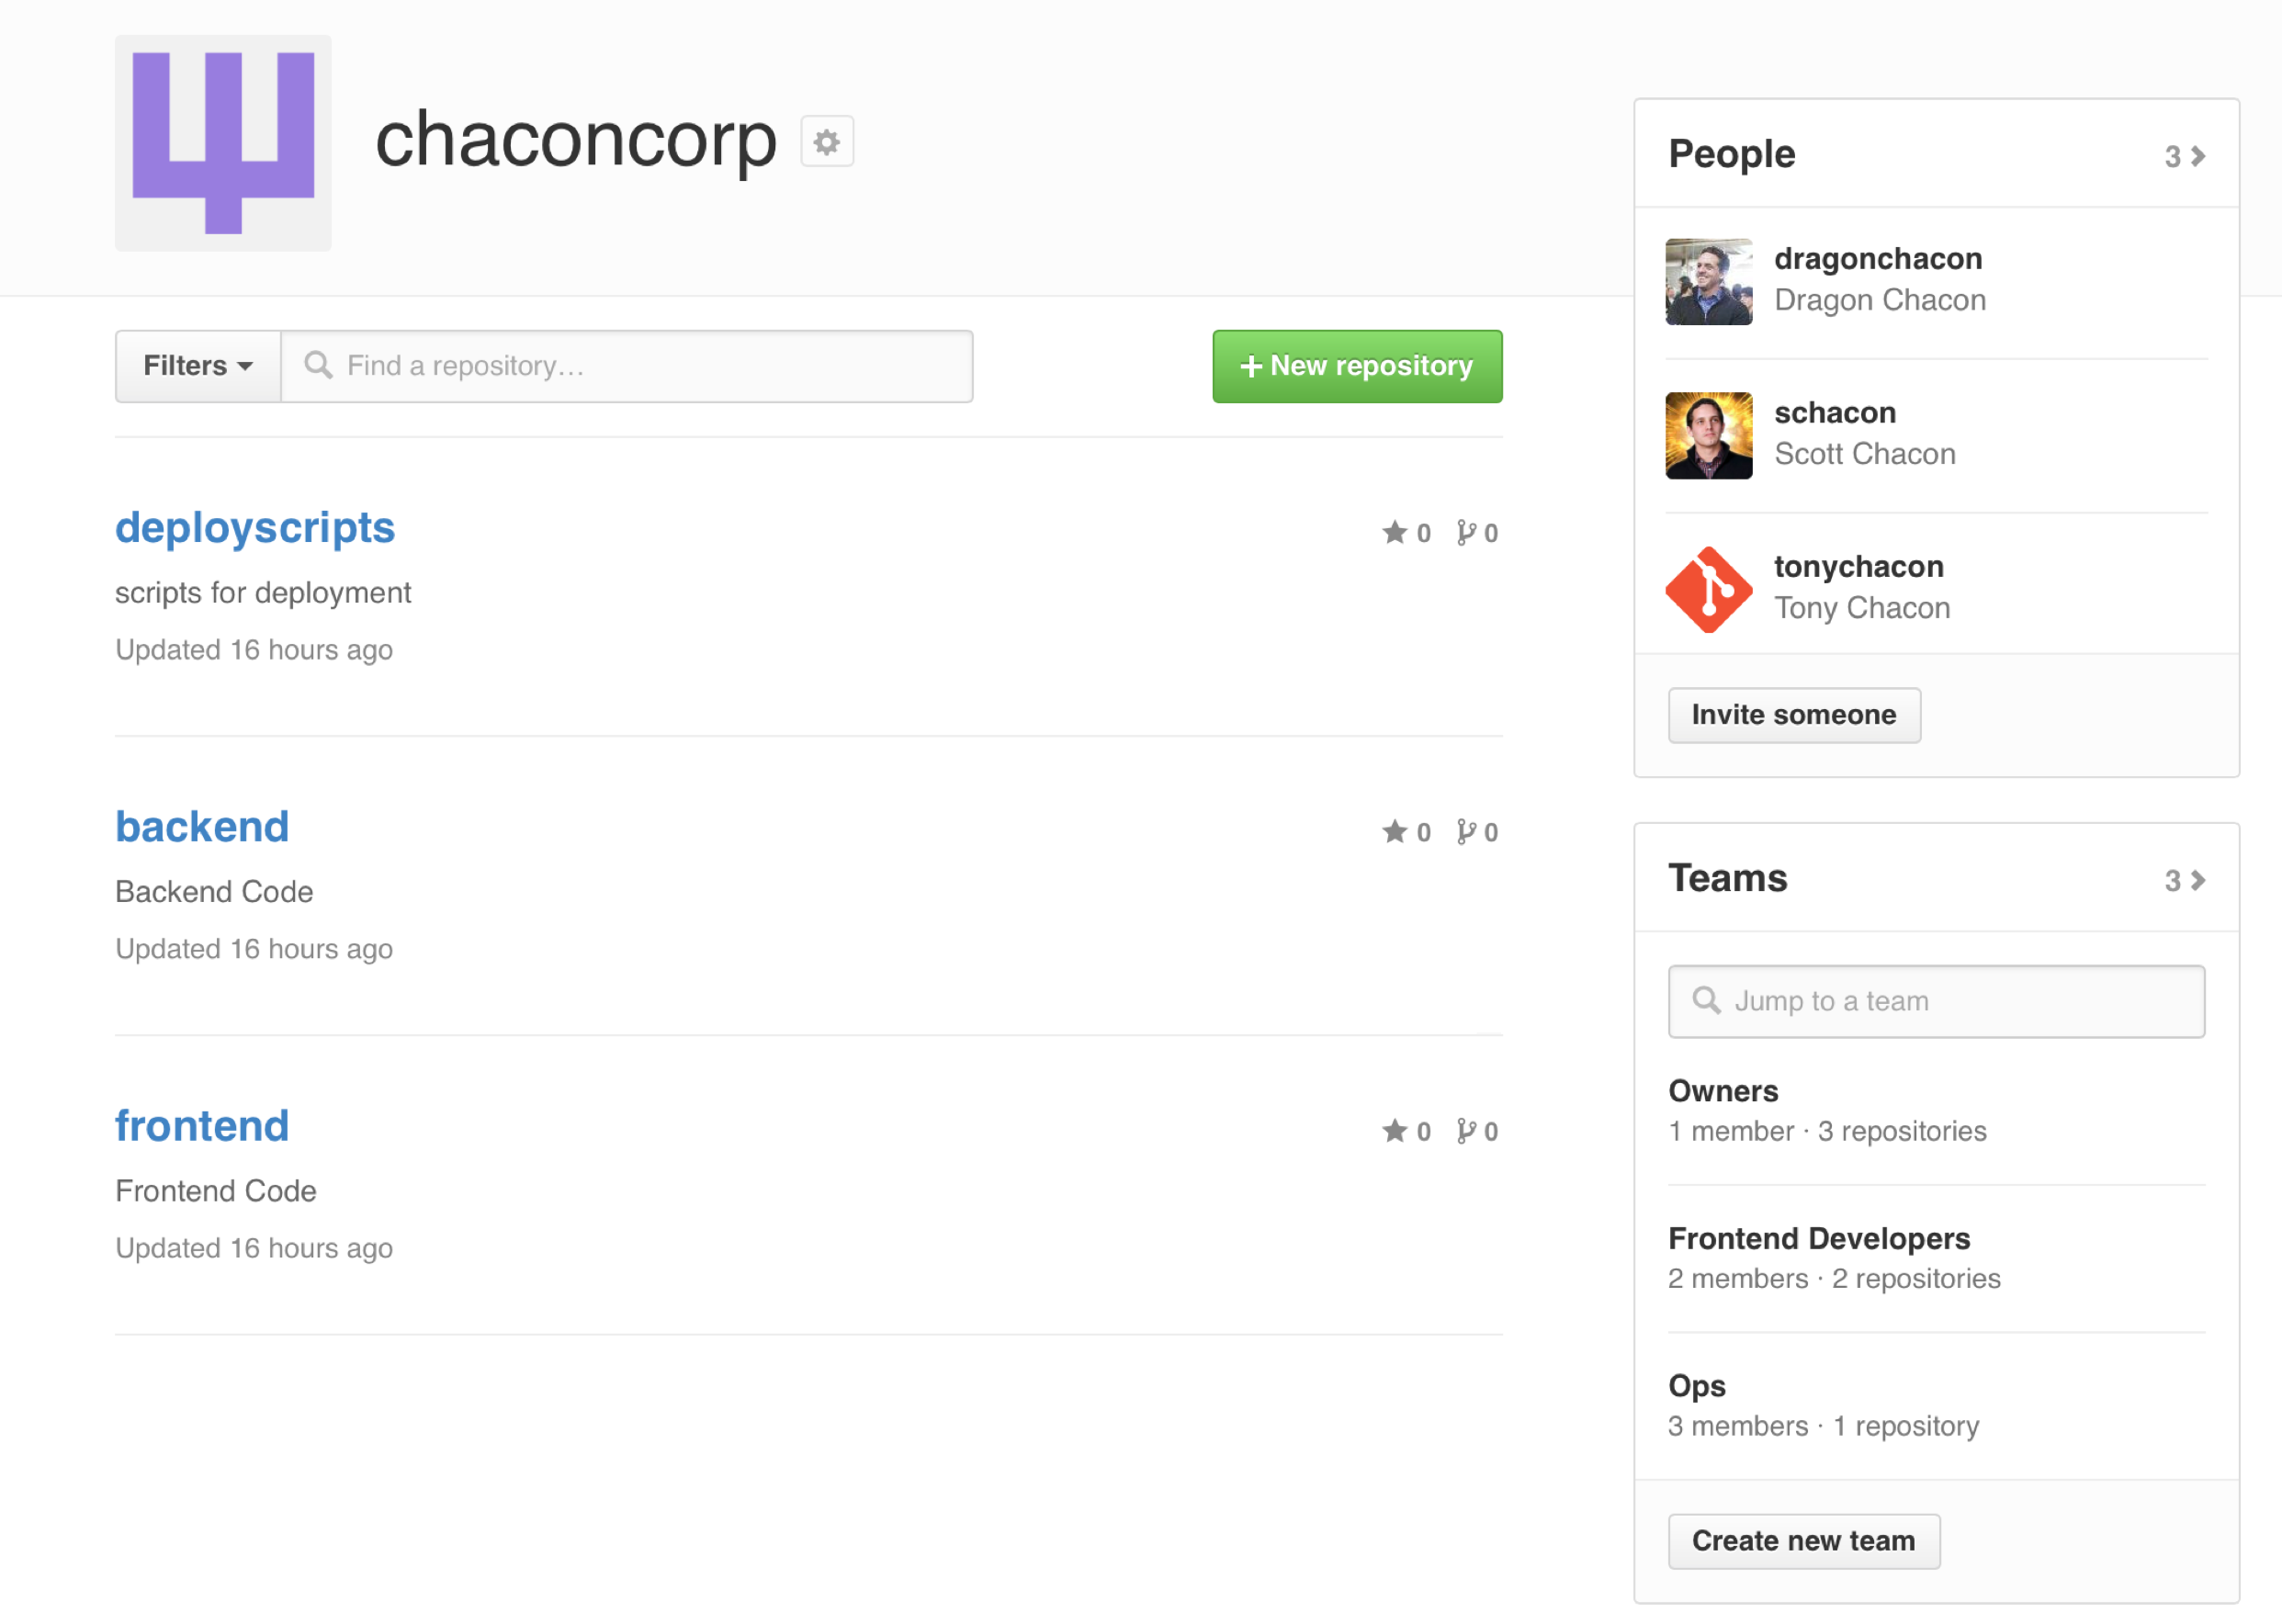 chaconcorp
Filters
Find a repository…
New repository
deployscripts
0 0
scripts for deployment
Updated 16 hours ago
backend
0 0
Backend Code
Updated 16 hours ago
frontend
0 0
Frontend Code
Updated 16 hours ago
People 3
dragonchacon
Dragon Chacon
schacon
Scott Chacon
tonychacon
Tony Chacon
Invite someone
Teams 3
Jump to a team
Owners
1 member · 3 repositories
Frontend Developers
2 members · 2 repositories
Ops
3 members · 1 repository
Create new team